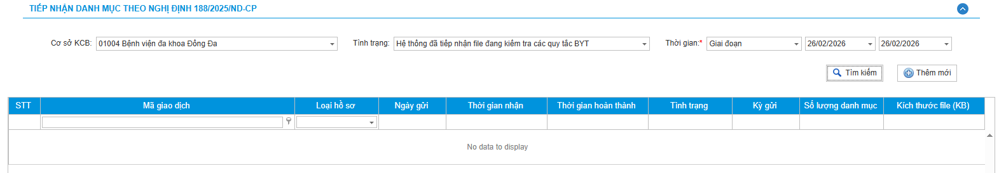 TIẾP NHẬN DANH MỤC THEO NGHỊ ĐỊNH 188/2025/ND-CP
Cơ sở KCB: 01004 Bệnh viện đa khoa Đống Đa Tình trạng: Hệ thống đã tiếp nhận file đang kiểm tra các quy tắc BYT Thời gian:* Giai đoạn 26/02/2026 26/02/2026
Tìm kiếm Thêm mới
STT Mã giao dịch Loại hồ sơ Ngày gửi Thời gian nhận Thời gian hoàn thành Tình trạng Kỳ gửi Số lượng danh mục Kích thước file (KB)
No data to display